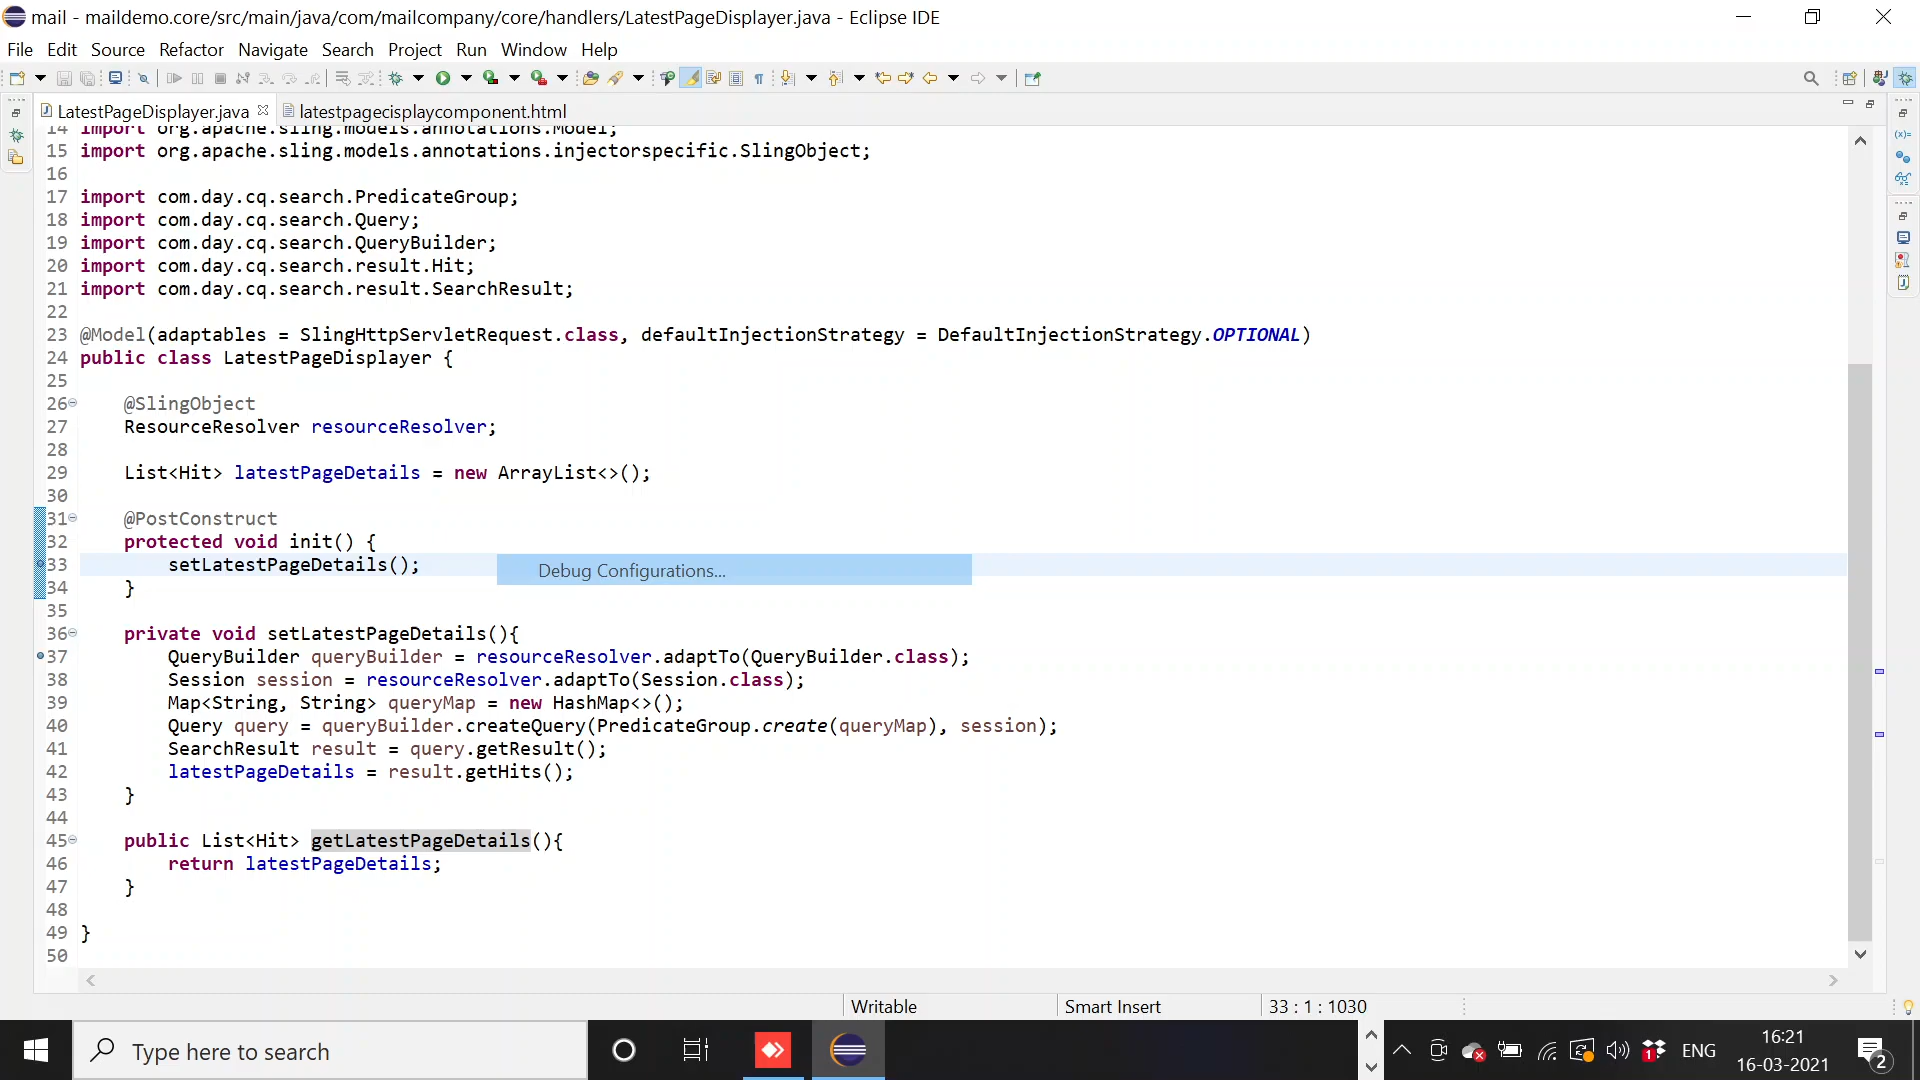 mail - maildemo.core/src/main/java/com/mailcompany/core/handlers/LatestPageDisplayer.java - Eclipse IDE
File Edit Source Refactor Navigate Search Project Run Window Help
LatestPageDisplayer.java latestpagecisplaycomponent.html
14 import org.apache.sling.models.annotations.Model;
15 import org.apache.sling.models.annotations.injectorspecific.SlingObject;
16
17 import com.day.cq.search.PredicateGroup;
18 import com.day.cq.search.Query;
19 import com.day.cq.search.QueryBuilder;
20 import com.day.cq.search.result.Hit;
21 import com.day.cq.search.result.SearchResult;
22
23 @Model(adaptables = SlingHttpServletRequest.class, defaultInjectionStrategy = DefaultInjectionStrategy.OPTIONAL)
24 public class LatestPageDisplayer {
25
26 @SlingObject
27 ResourceResolver resourceResolver;
28
29 List<Hit> latestPageDetails = new ArrayList<>();
30
31 @PostConstruct
32 protected void init() {
33 setLatestPageDetails(); Debug Configurations...
34 }
35
36 private void setLatestPageDetails(){
37 QueryBuilder queryBuilder = resourceResolver.adaptTo(QueryBuilder.class);
38 Session session = resourceResolver.adaptTo(Session.class);
39 Map<String, String> queryMap = new HashMap<>();
40 Query query = queryBuilder.createQuery(PredicateGroup.create(queryMap), session);
41 SearchResult result = query.getResult();
42 latestPageDetails = result.getHits();
43 }
44
45 public List<Hit> getLatestPageDetails(){
46 return latestPageDetails;
47 }
48
49 }
50
Writable Smart Insert 33 : 1 : 1030
Type here to search
1 ENG 16:21 2
16-03-2021